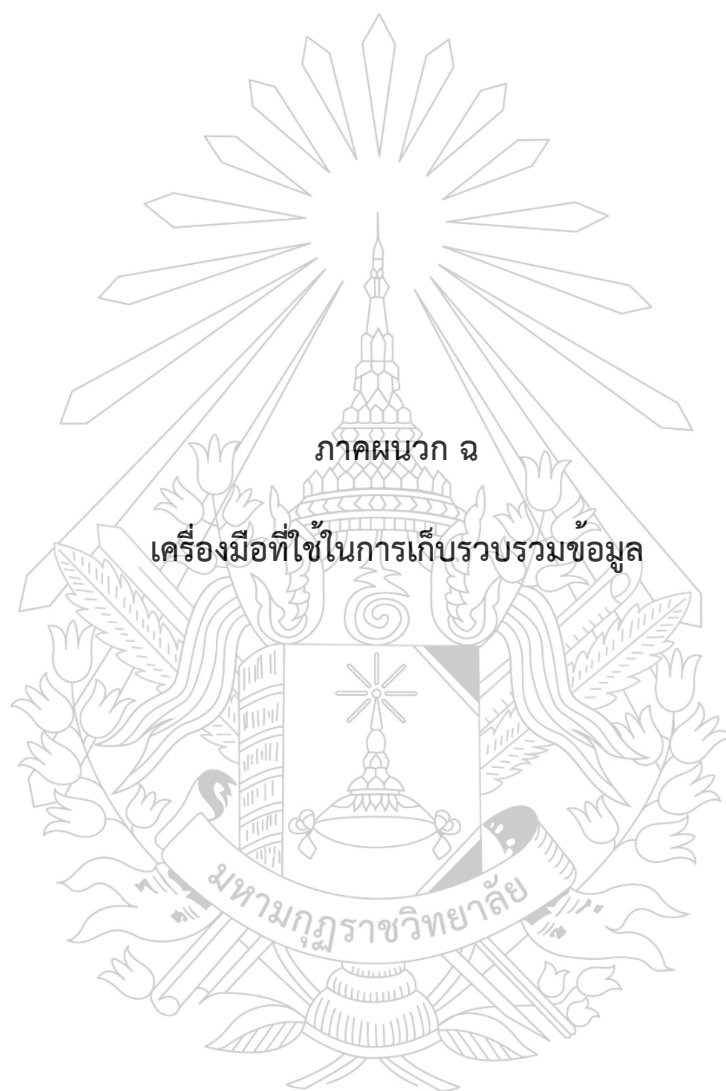 ภาคผนวก ฉ
เครื่องมือที่ใช้ในการเก็บรวบรวมข้อมูล
มหามกุฏราชวิทยาลัย